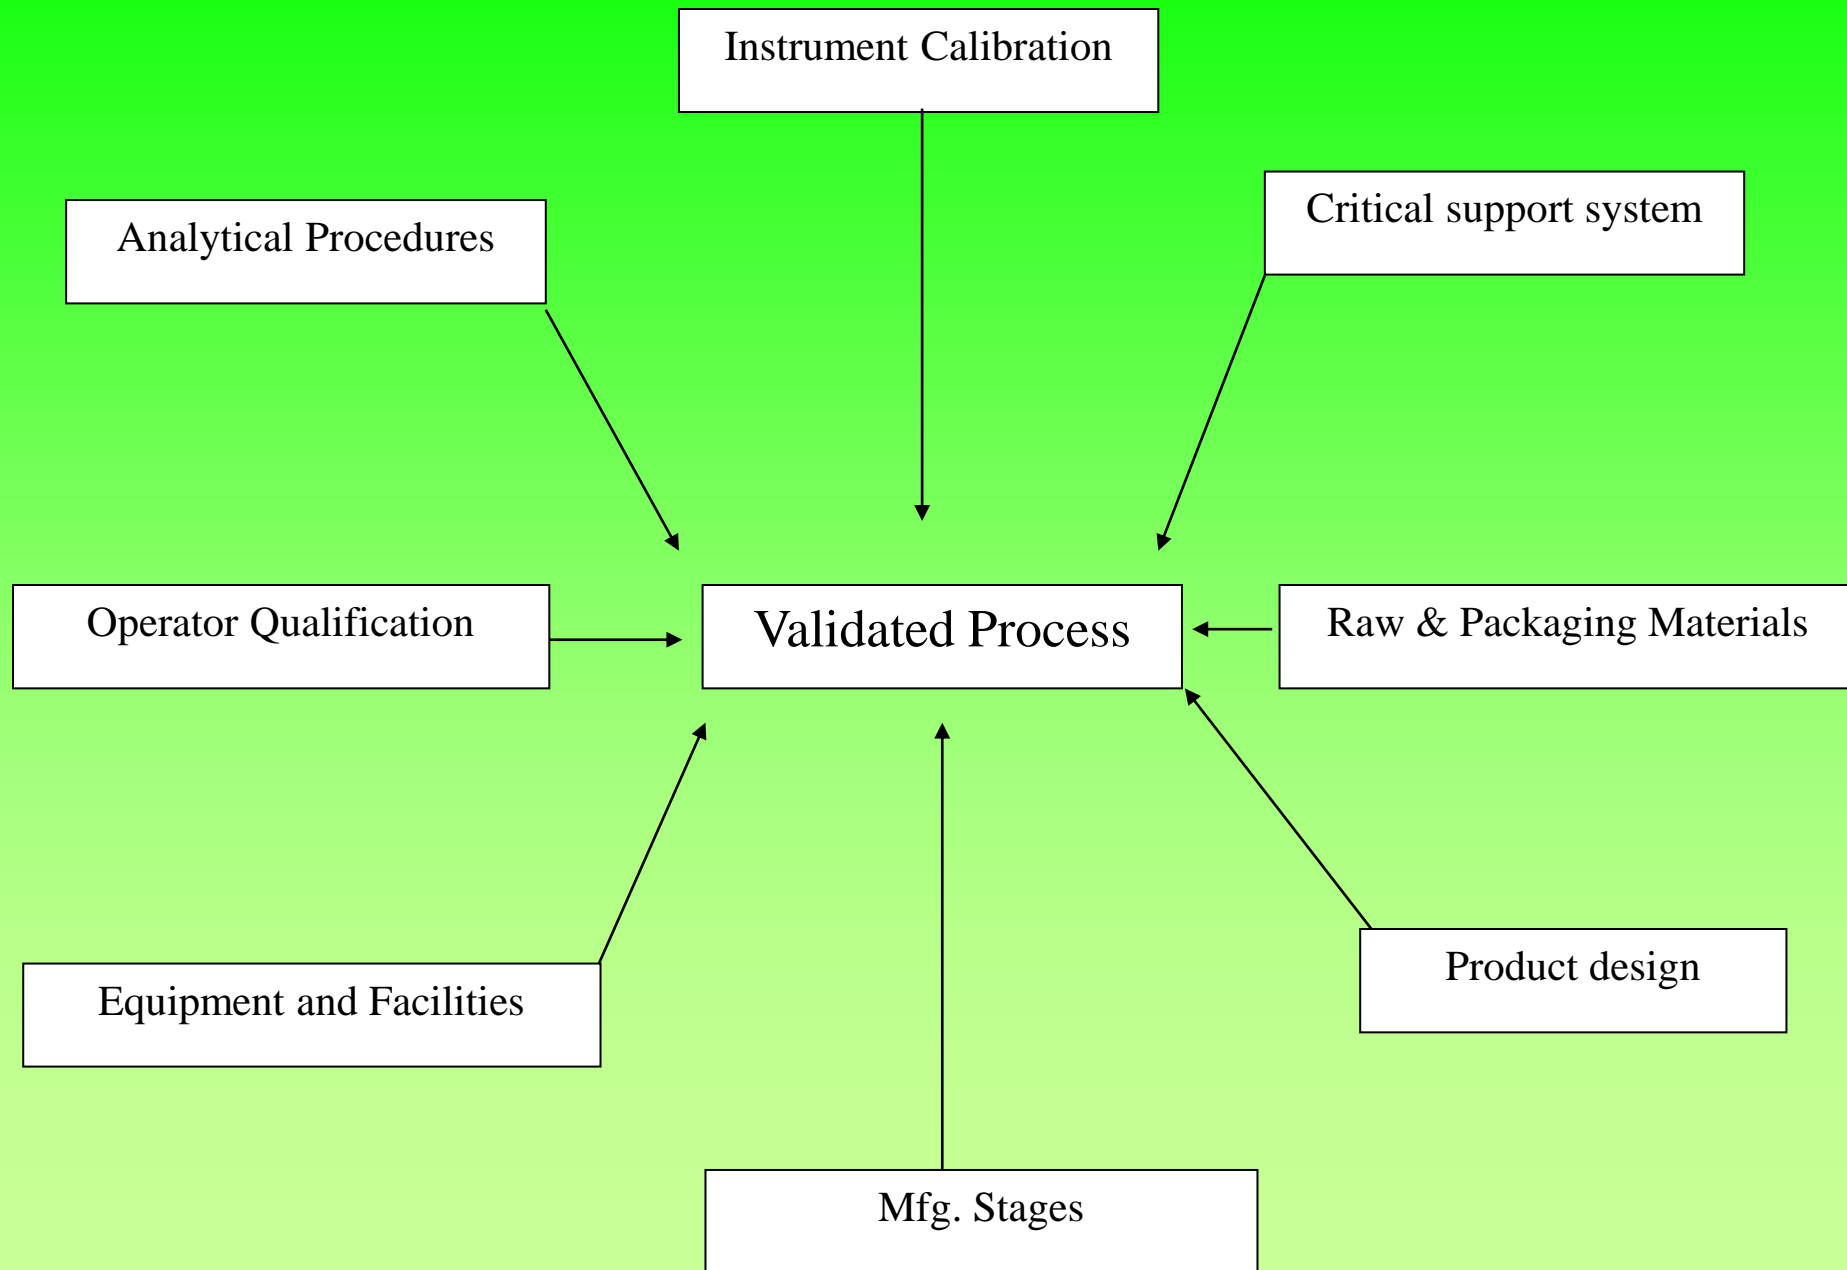 Instrument Calibration
Critical support system
Analytical Procedures
Operator Qualification
Validated Process
Raw & Packaging Materials
Product design
Equipment and Facilities
Mfg. Stages